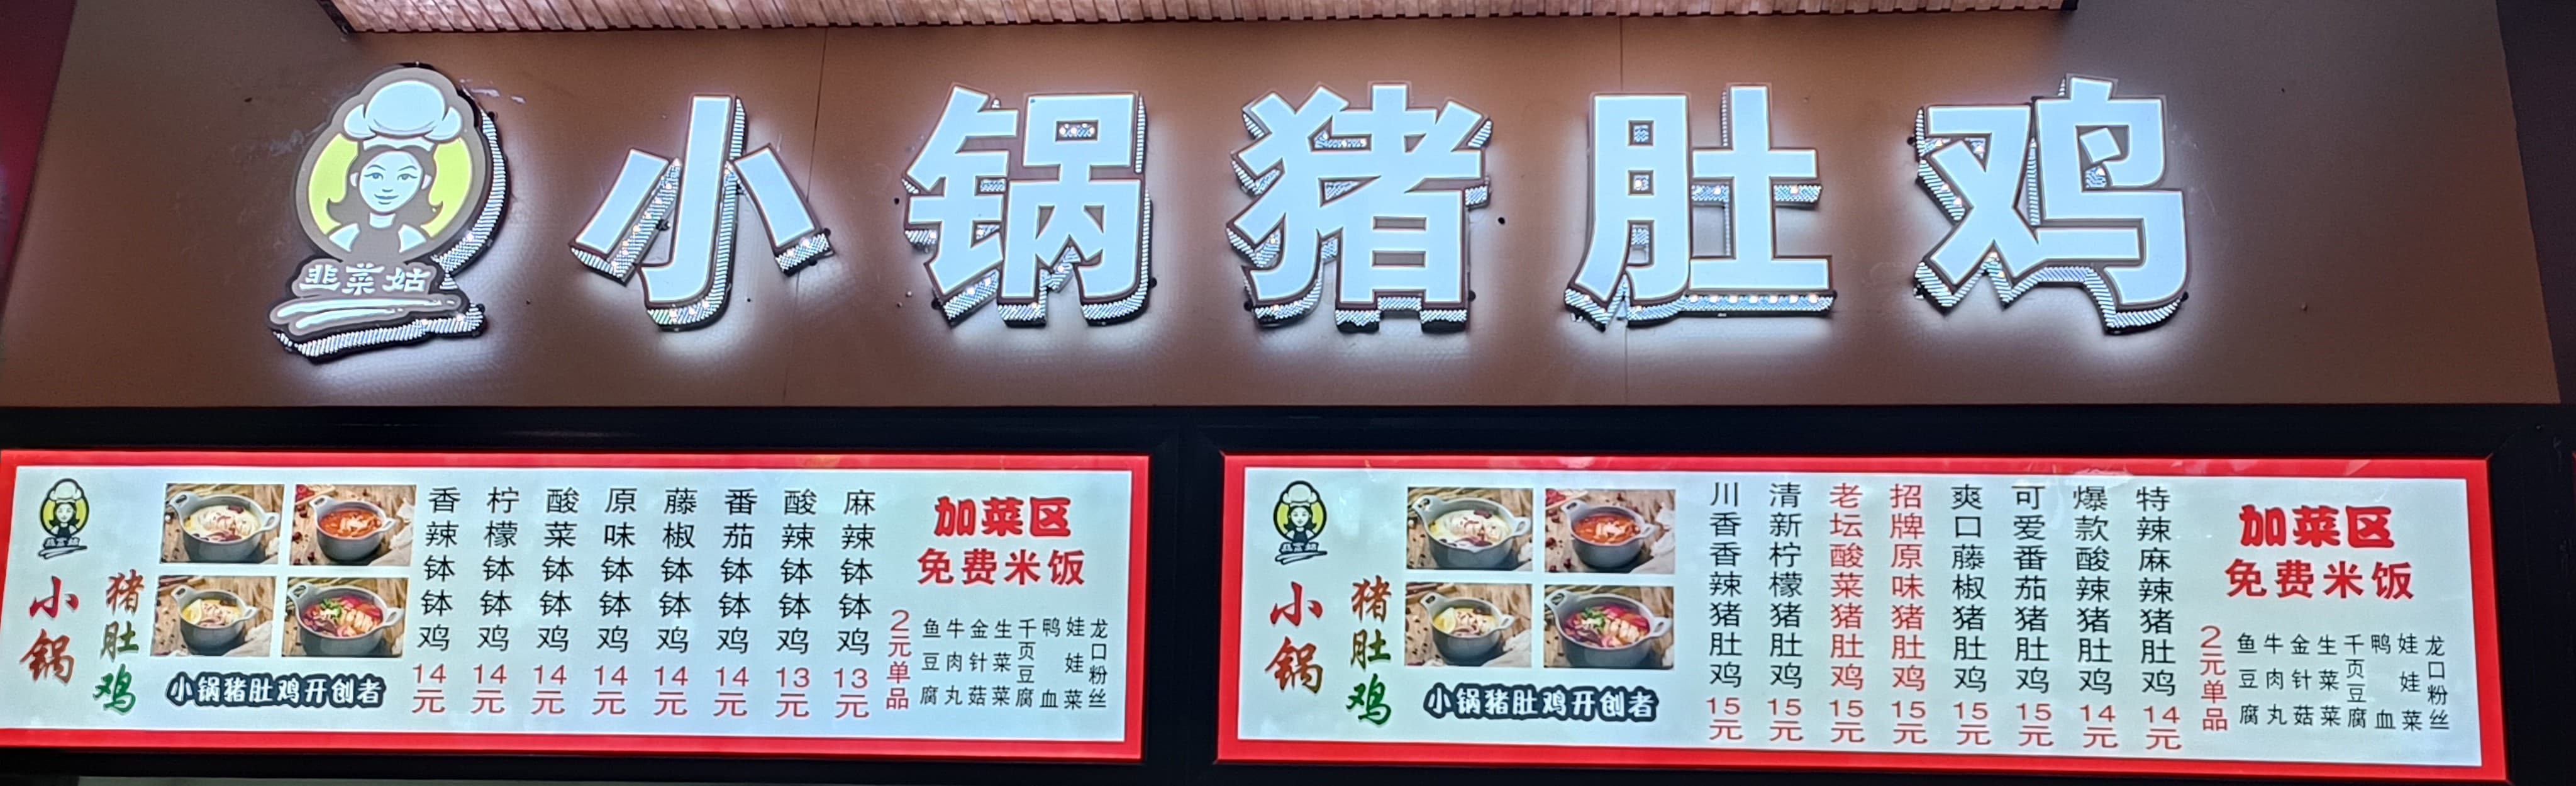 韭菜姑
小锅猪肚鸡
小锅
猪肚鸡
小锅猪肚鸡开创者
香辣钵钵鸡14元
柠檬钵钵鸡14元
酸菜钵钵鸡14元
原味钵钵鸡14元
藤椒钵钵鸡14元
番茄钵钵鸡14元
酸辣钵钵鸡13元
麻辣钵钵鸡13元
加菜区
免费米饭
2元单品
鱼豆腐
牛肉丸
金针菇
生菜菜
千页豆腐
鸭血
娃娃菜
龙口粉丝
小锅
猪肚鸡
小锅猪肚鸡开创者
川香香辣猪肚鸡15元
清新柠檬猪肚鸡15元
老坛酸菜猪肚鸡15元
招牌原味猪肚鸡15元
爽口藤椒猪肚鸡15元
可爱番茄猪肚鸡15元
爆款酸辣猪肚鸡14元
特辣麻辣猪肚鸡14元
加菜区
免费米饭
2元单品
鱼豆腐
牛肉丸
金针菇
生菜菜
千页豆腐
鸭血
娃娃菜
龙口粉丝